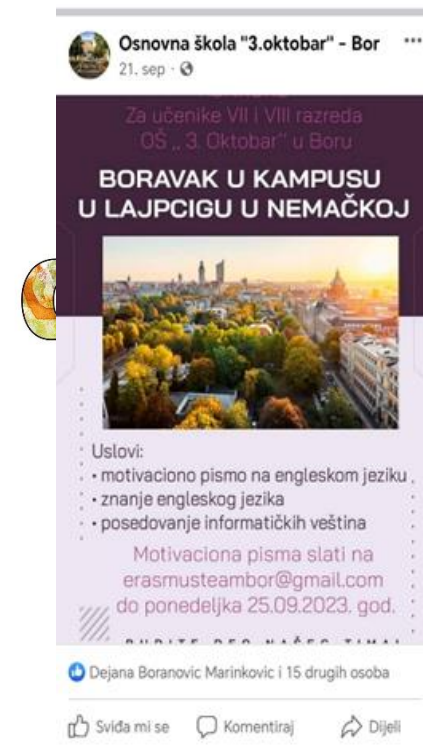 Osnovna škola "3.oktobar" - Bor
21. sep
Za učenike VII i VIII razreda
OŠ ,, 3. Oktobar" u Boru
BORAVAK U KAMPUSU
U LAJPCIGU U NEMAČKOJ
Uslovi:
• motivaciono pismo na engleskom jeziku
• znanje engleskog jezika
• posedovanje informatičkih veština
Motivaciona pisma slati na
erasmusteambor@gmail.com
do ponedeljka 25.09.2023. god.
Dejana Boranovic Marinkovic i 15 drugih osoba
Sviđa mi se Komentiraj Dijeli